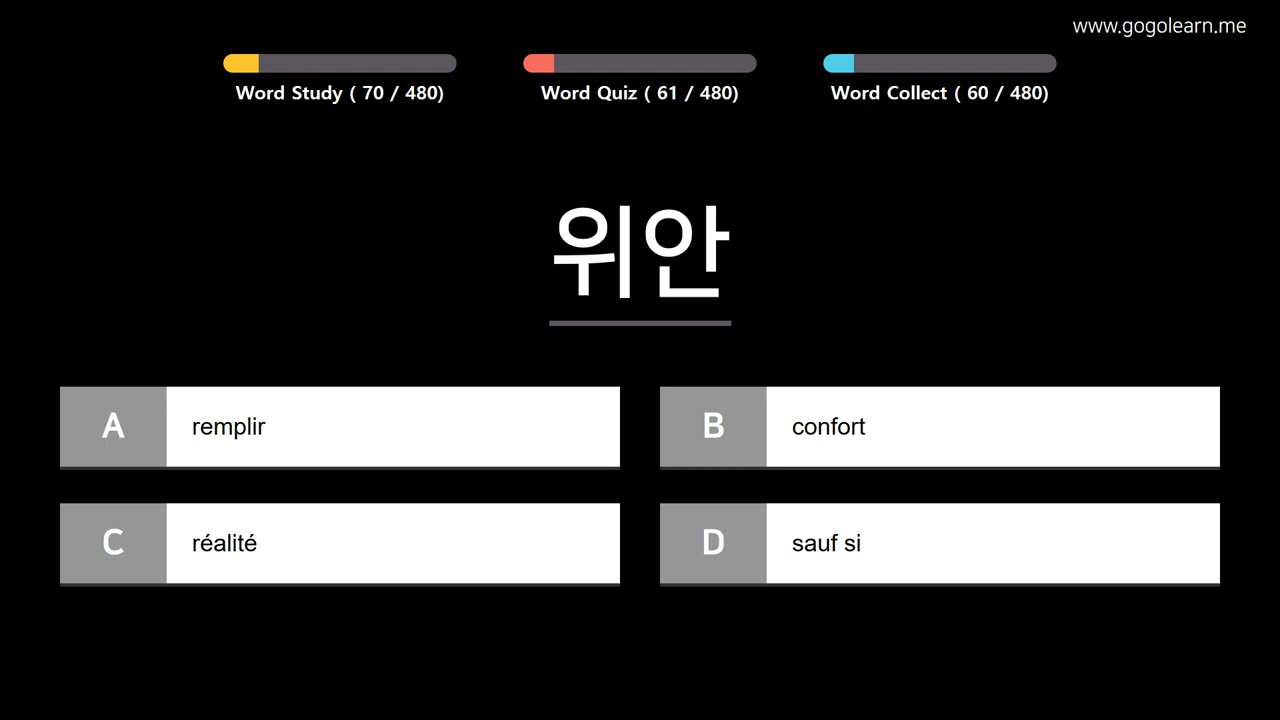 www.gogolearn.me
Word Study ( 70 / 480)
Word Quiz ( 61 / 480)
Word Collect ( 60 / 480)
위안
A remplir
B confort
C réalité
D sauf si